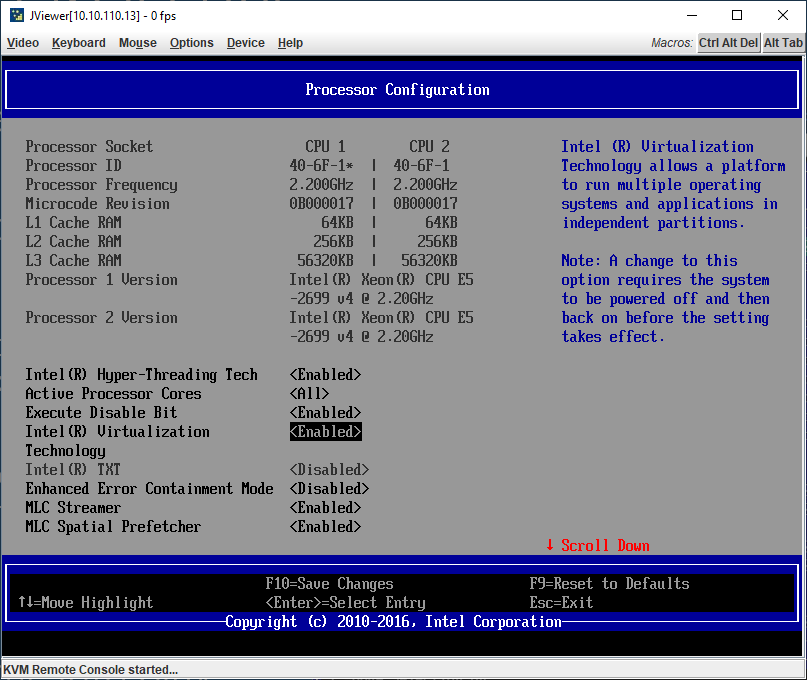 JViewer[10.10.110.13] - 0 fps
Video Keyboard Mouse Options Device Help Macros: Ctrl Alt Del Alt Tab
Processor Configuration
Processor Socket CPU 1 CPU 2
Processor ID 40-6F-1* | 40-6F-1
Processor Frequency 2.200GHz | 2.200GHz
Microcode Revision 0B000017 | 0B000017
L1 Cache RAM 64KB | 64KB
L2 Cache RAM 256KB | 256KB
L3 Cache RAM 56320KB | 56320KB
Processor 1 Version Intel(R) Xeon(R) CPU E5
-2699 v4 @ 2.20GHz
Processor 2 Version Intel(R) Xeon(R) CPU E5
-2699 v4 @ 2.20GHz
Intel(R) Hyper-Threading Tech <Enabled>
Active Processor Cores <All>
Execute Disable Bit <Enabled>
Intel(R) Virtualization <Enabled>
Technology
Intel(R) TXT <Disabled>
Enhanced Error Containment Mode <Disabled>
MLC Streamer <Enabled>
MLC Spatial Prefetcher <Enabled>
Intel (R) Virtualization
Technology allows a platform
to run multiple operating
systems and applications in
independent partitions.
Note: A change to this
option requires the system
to be powered off and then
back on before the setting
takes effect.
↓ Scroll Down
F10=Save Changes F9=Reset to Defaults
↑↓=Move Highlight <Enter>=Select Entry Esc=Exit
Copyright (c) 2010-2016, Intel Corporation
KVM Remote Console started...